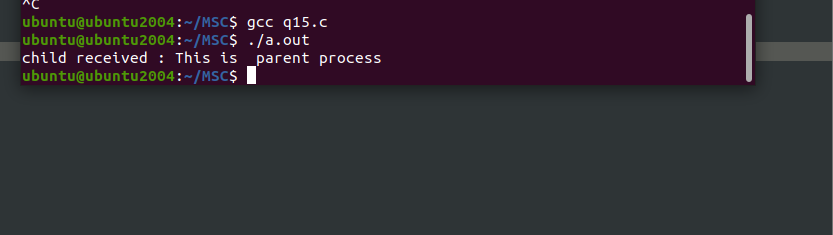 ^C
ubuntu@ubuntu2004:~/MSC$ gcc q15.c
ubuntu@ubuntu2004:~/MSC$ ./a.out
child received : This is  parent process
ubuntu@ubuntu2004:~/MSC$